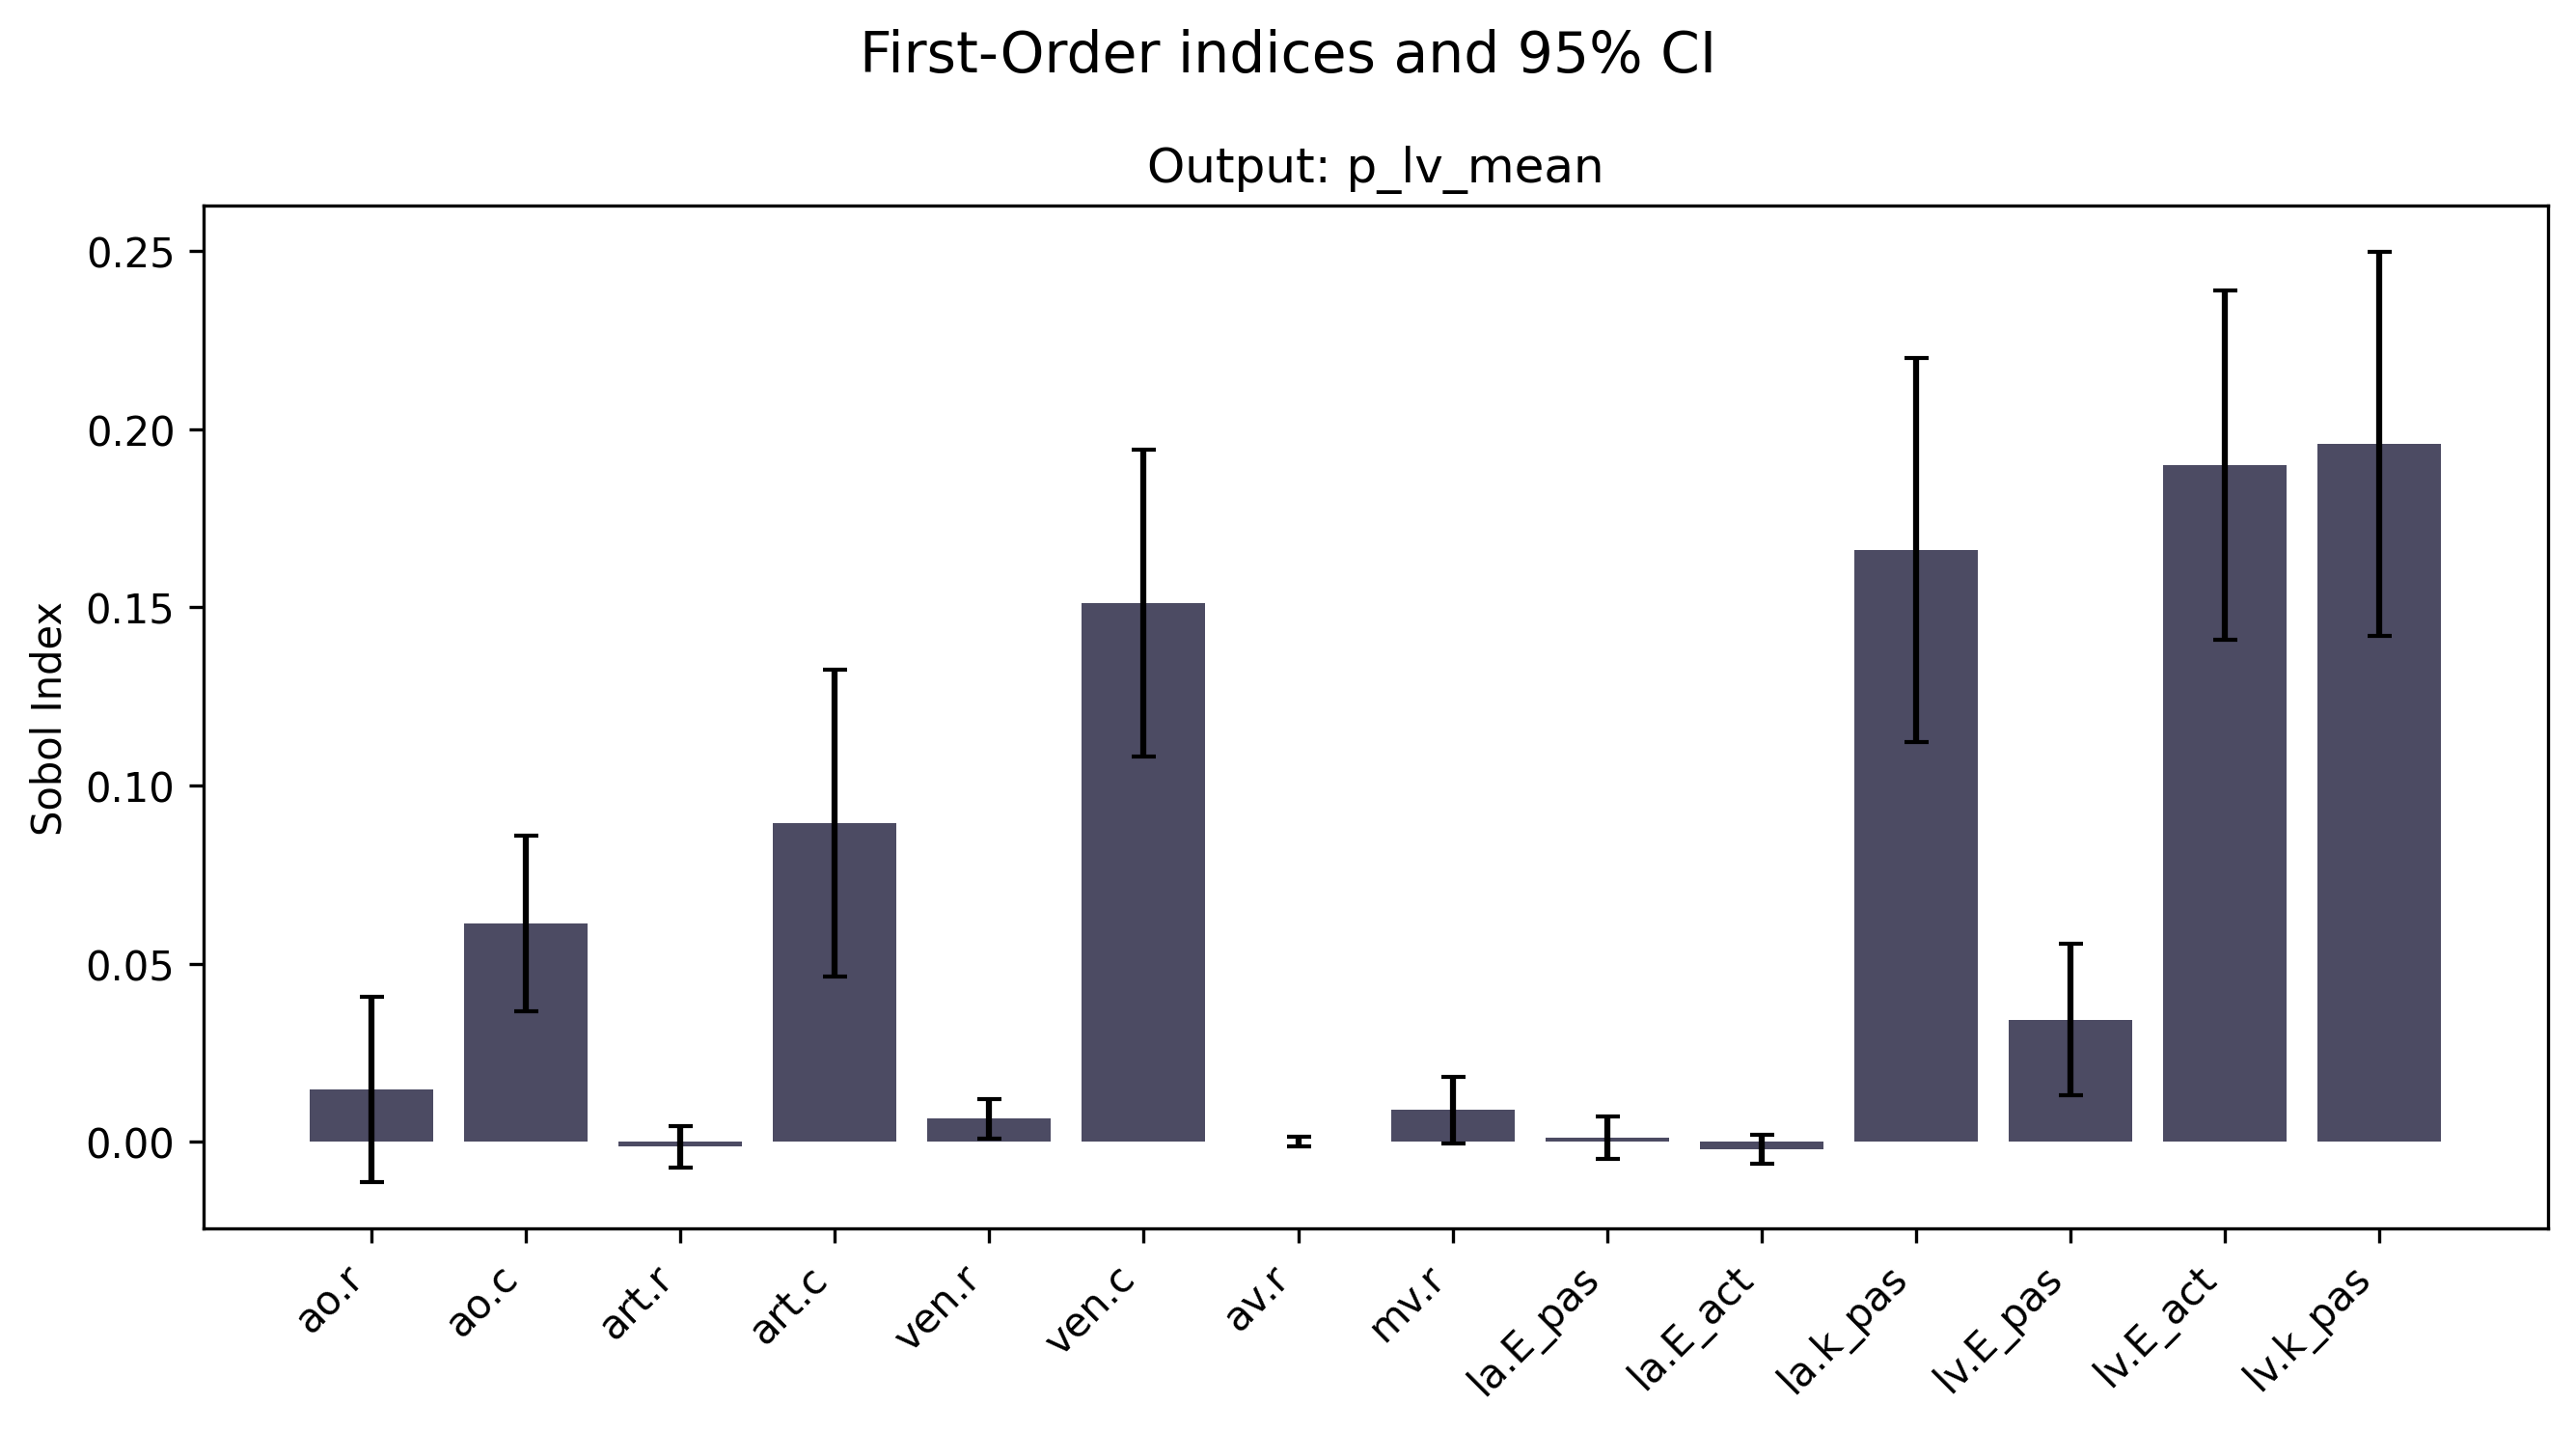 First-Order indices and 95% CI
Output: p_lv_mean
Sobol Index
0.25
0.20
0.15
0.10
0.05
0.00
ao.r
ao.c
art.r
art.c
ven.r
ven.c
av.r
mv.r
la.E_pas
la.E_act
la.k_pas
lv.E_pas
lv.E_act
lv.k_pas